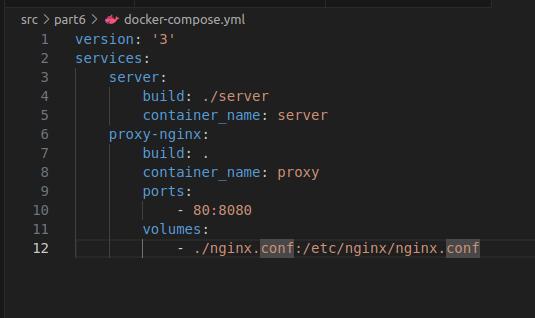 src > part6 > docker-compose.yml
1 version: '3'
2 services:
3     server:
4         build: ./server
5         container_name: server
6     proxy-nginx:
7         build: .
8         container_name: proxy
9         ports:
10             - 80:8080
11         volumes:
12             - ./nginx.conf:/etc/nginx/nginx.conf